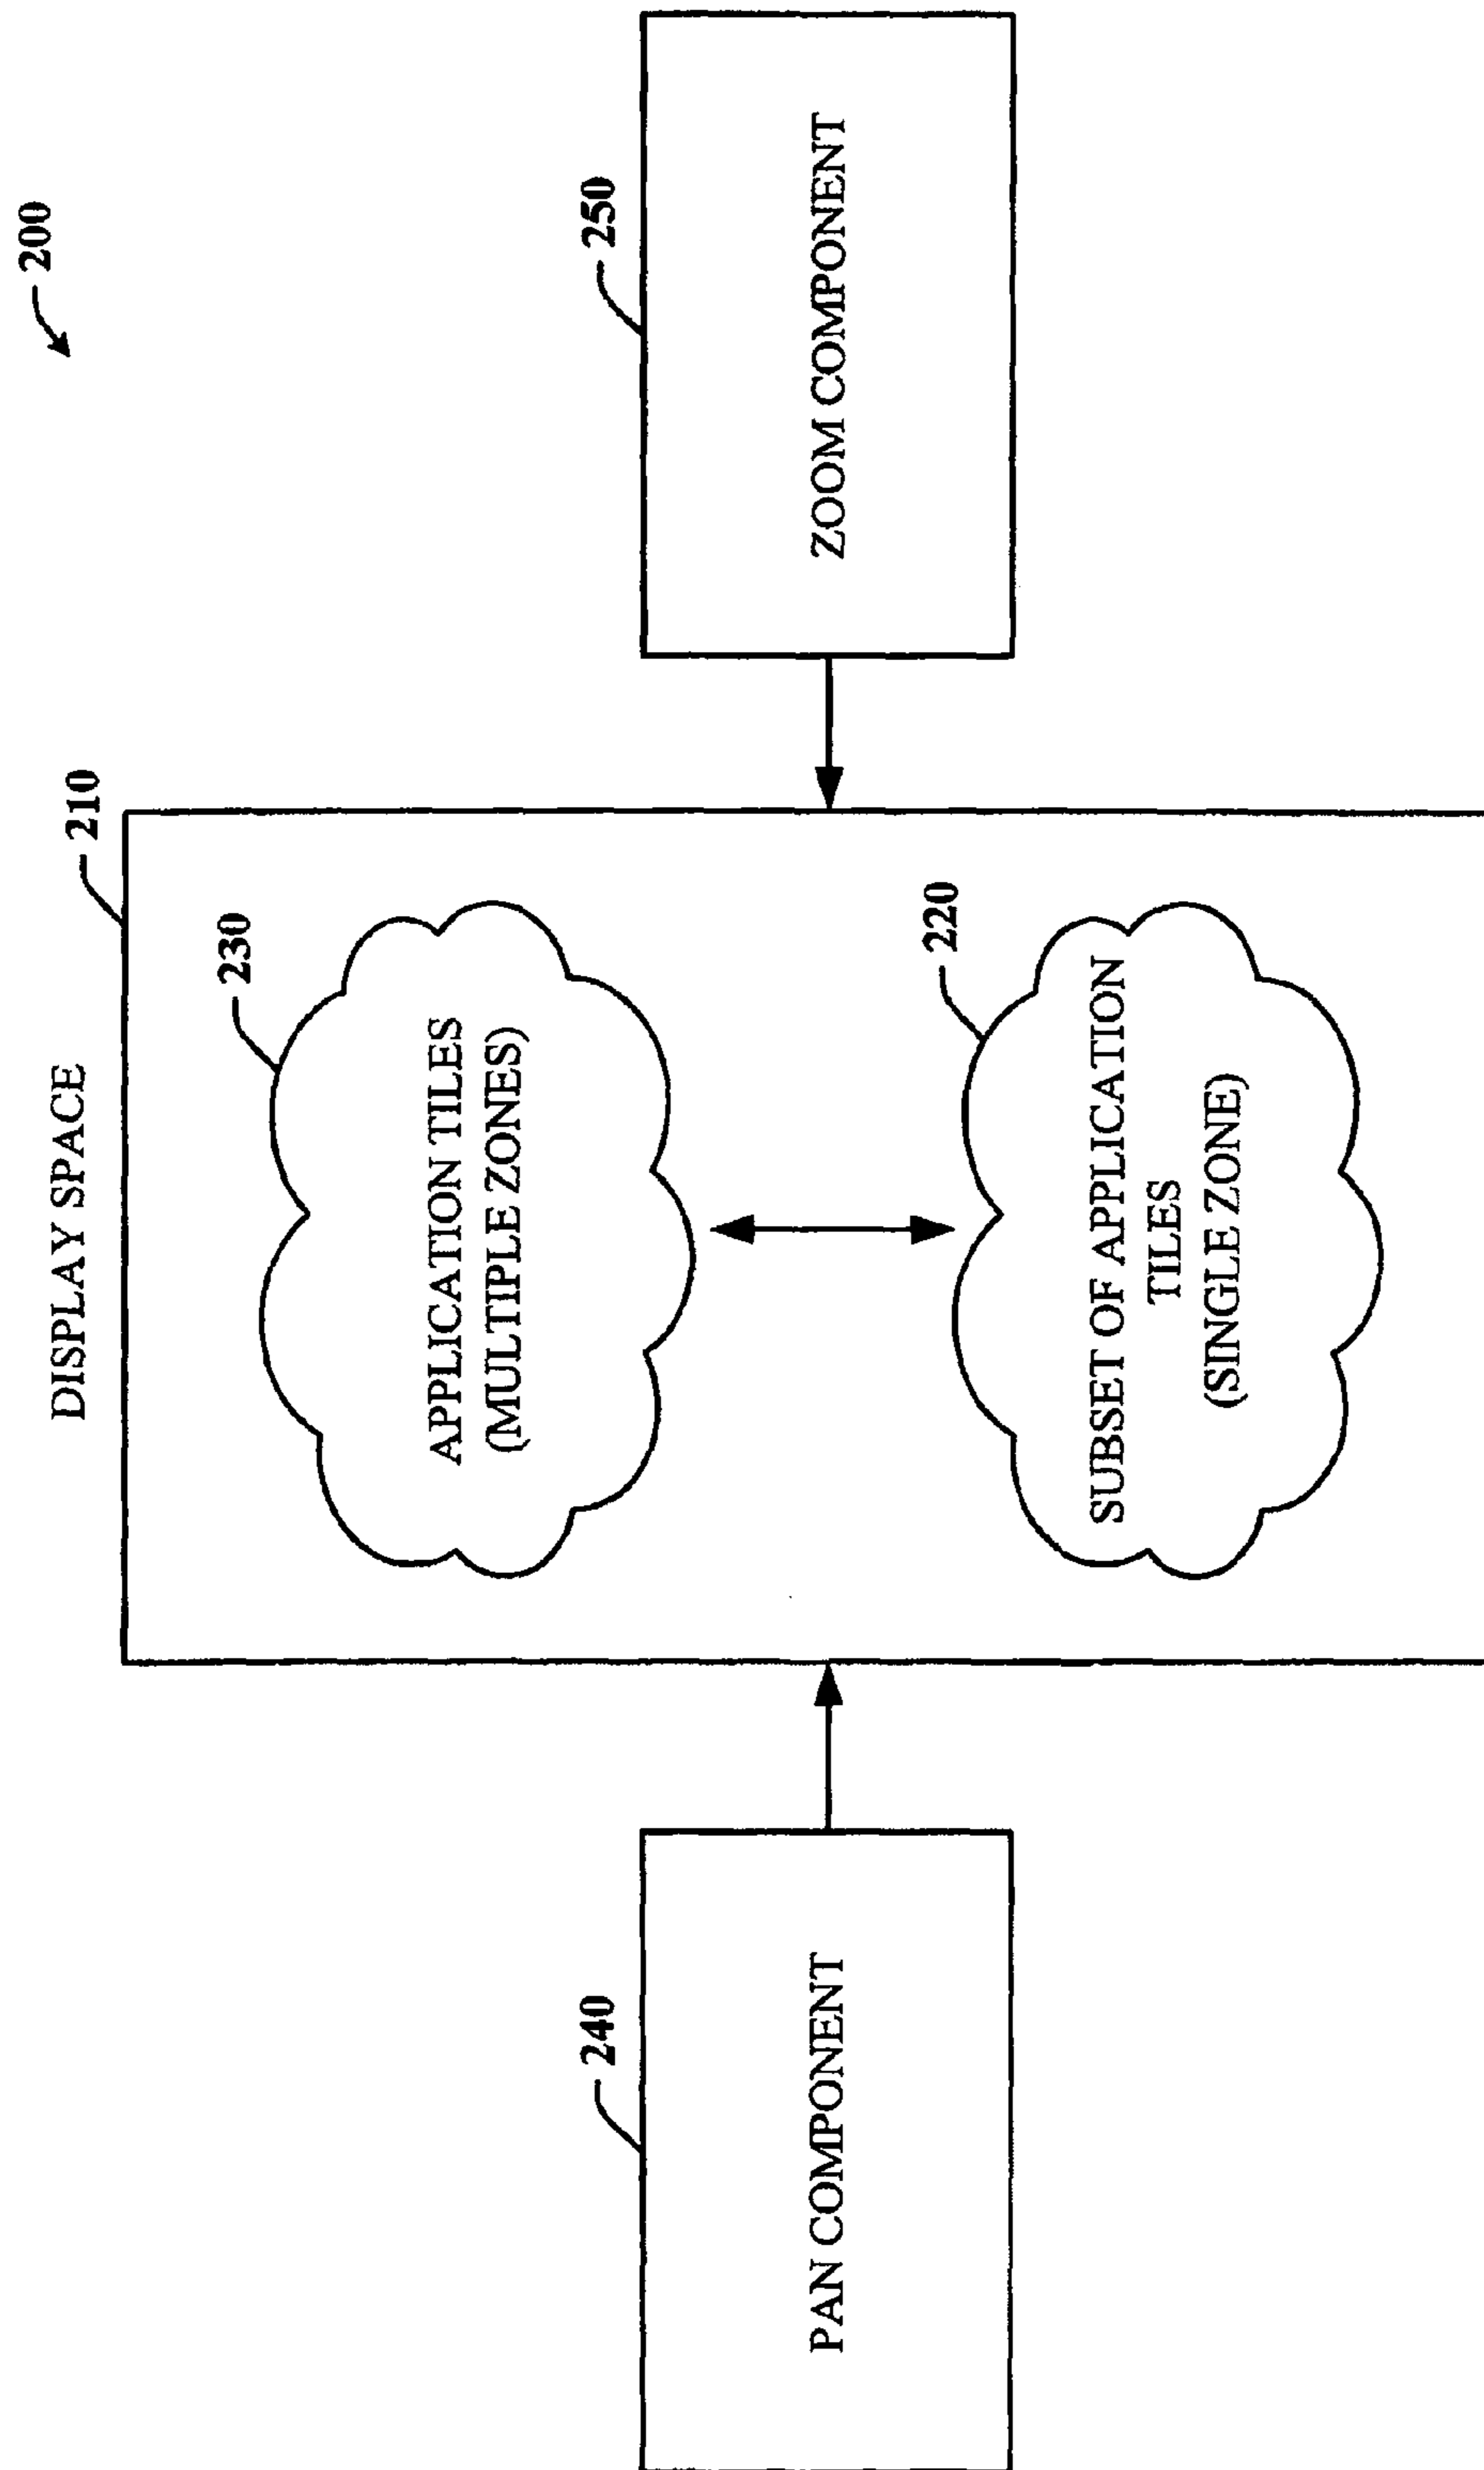 200
DISPLAY SPACE
210
230
APPLICATION TILES
(MULTIPLE ZONES)
240
PAN COMPONENT
250
ZOOM COMPONENT
220
SUBSET OF APPLICATION
TILES
(SINGLE ZONE)